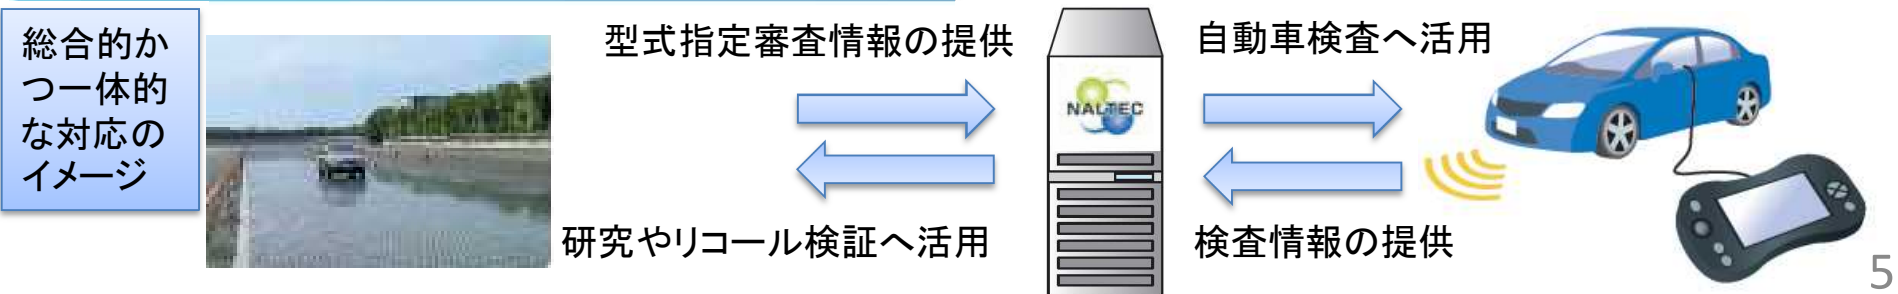 総合的か
つ一体的
な対応の
イメージ
型式指定審査情報の提供
研究やリコール検証へ活用
NALTEC
自動車検査へ活用
検査情報の提供
5